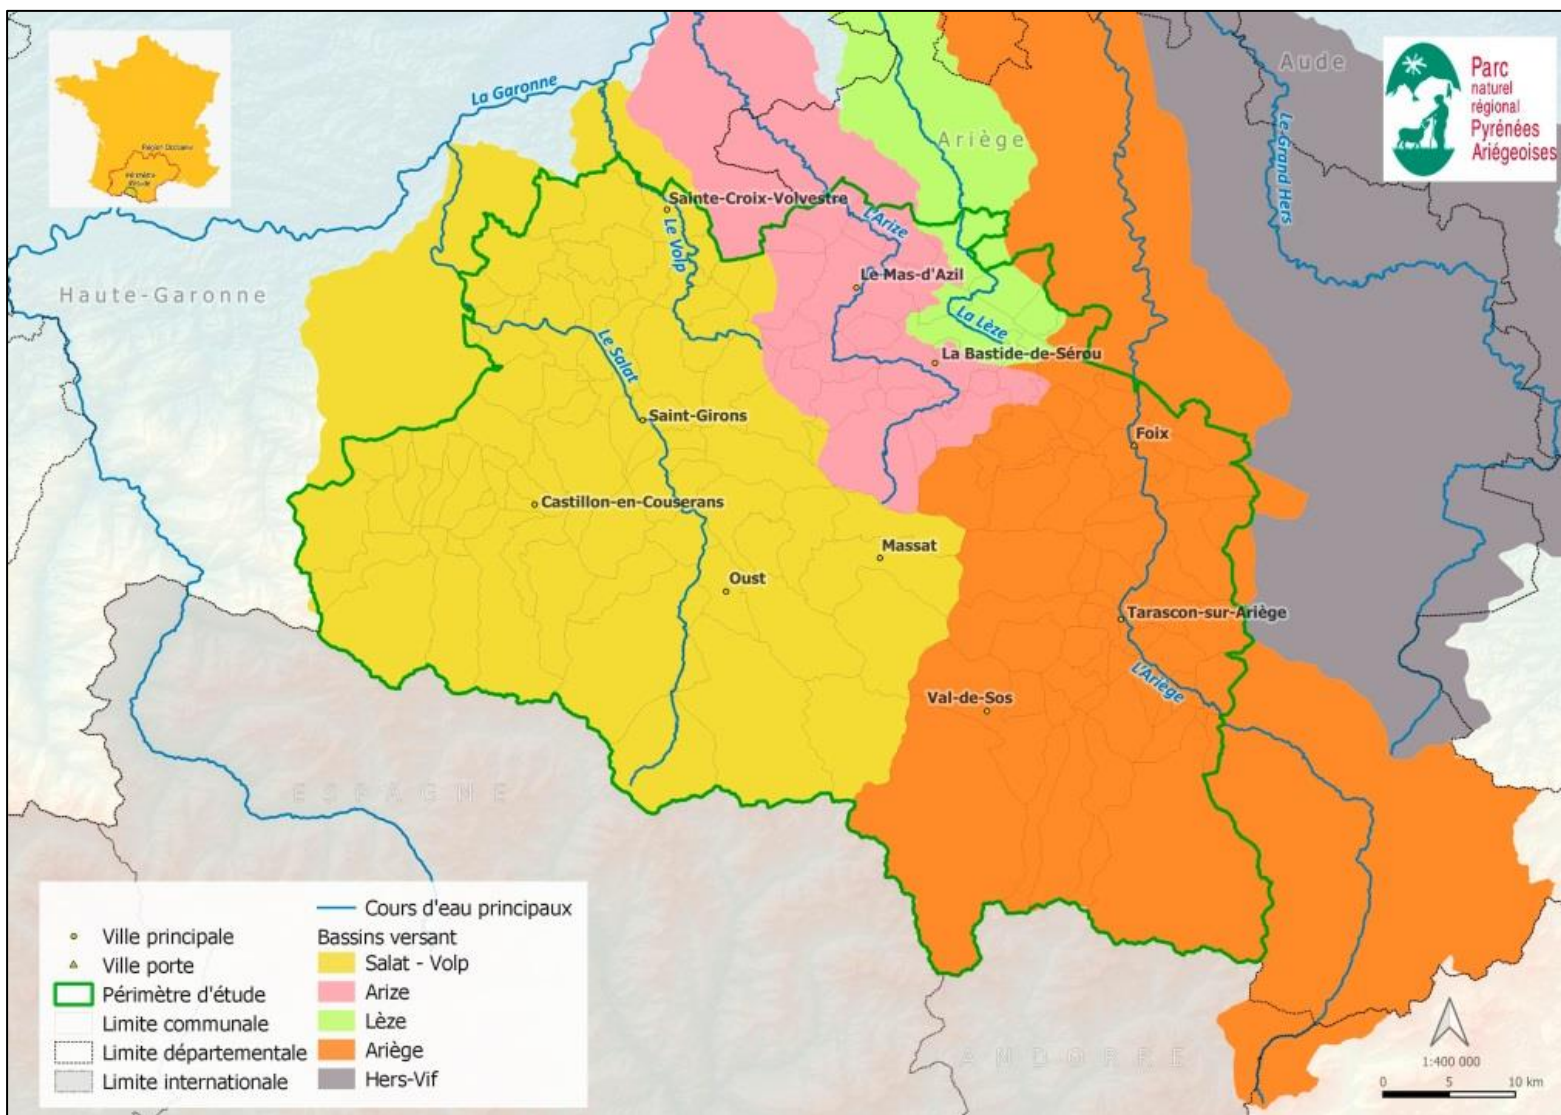 Région Occitanie
Périmètre
d'étude
La Garonne
Aude
Parc
naturel
régional
Pyrénées
Ariégeoises
Ariège
Le Grand Hers
Sainte-Croix-Volvestre
L'Arize
Le Volp
Le Mas-d'Azil
Haute-Garonne
La Lèze
Le Salat
La Bastide-de-Sérou
Saint-Girons
Foix
Castillon-en-Couserans
Massat
Oust
Tarascon-sur-Ariège
L'Ariège
Val-de-Sos
ESPAGNE
ANDORRE
Cours d'eau principaux
Ville principale
Bassins versant
Ville porte
Salat - Volp
Périmètre d'étude
Arize
Limite communale
Lèze
Limite départementale
Ariège
Limite internationale
Hers-Vif
1:400 000
0 5 10 km